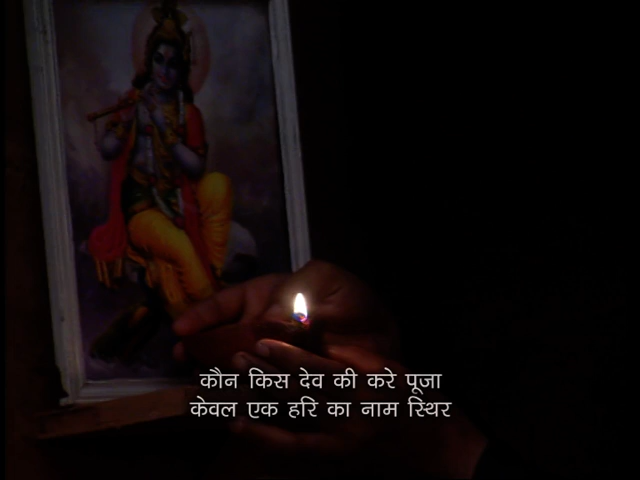 कौन किस देव की करे पूजा
केवल एक हरि का नाम स्थिर